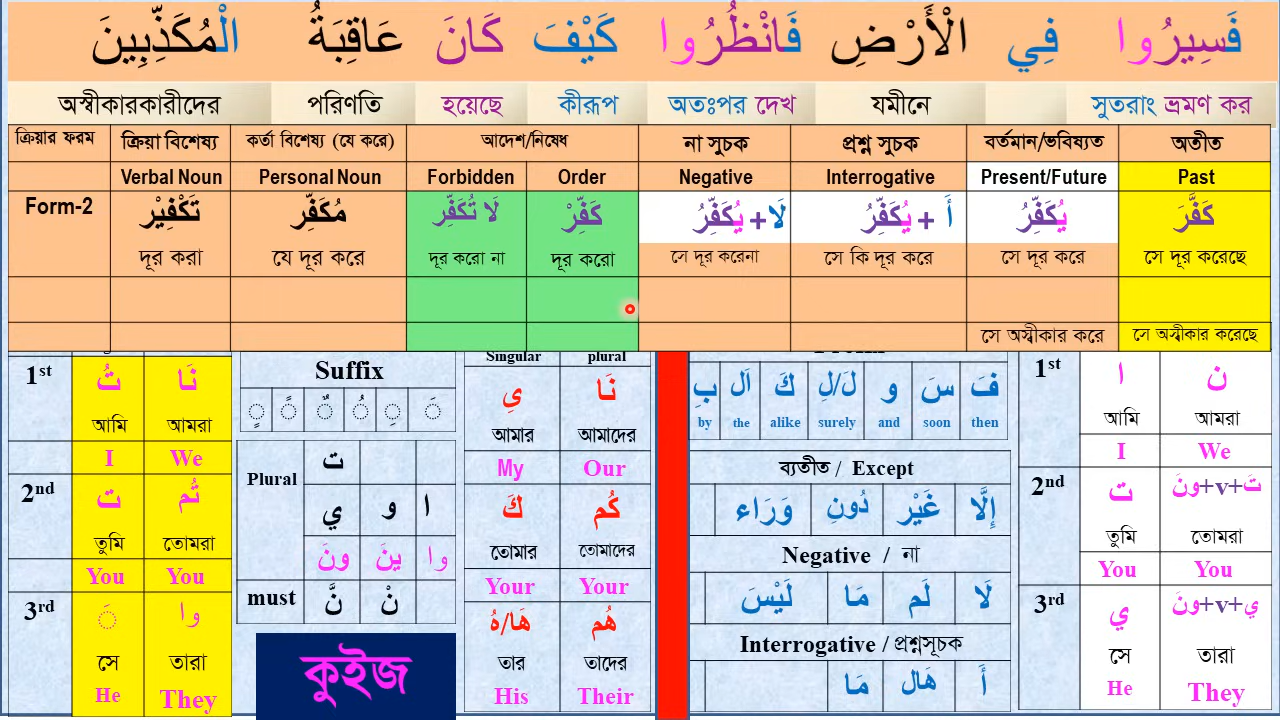 فَسِيرُوا فِي الْأَرْضِ فَانْظُرُوا كَيْفَ كَانَ عَاقِبَةُ الْمُكَذِّبِينَ
অস্বীকারকারীদের পরিণতি হয়েছে কীরূপ অতঃপর দেখ যমীনে সুতরাং ভ্রমণ কর
ক্রিয়ার ফরম ক্রিয়া বিশেষ্য কর্তা বিশেষ্য (যে করে) আদেশ/নিষেধ না সুচক প্রশ্ন সুচক বর্তমান/ভবিষ্যত অতীত
Verbal Noun Personal Noun Forbidden Order Negative Interrogative Present/Future Past
Form-2 تَكْفِيْر مُكَفِّر لَا تُكَفِّر كَفِّرْ لَا + يُكَفِّرُ أَ + يُكَفِّرُ يُكَفِّرُ كَفَّرَ
দূর করা যে দূর করে দূর করো না দূর করো সে দূর করেনা সে কি দূর করে সে দূর করে সে দূর করেছে
সে অস্বীকার করে সে অস্বীকার করেছে
1st
تُ نَا
আমি আমরা
I We
2nd
ت تُم
তুমি তোমরা
You You
3rd
َ وا
সে তারা
He They
Suffix
ٍ ً ٌ ُ ِ َ
Plural
ت
ي و ا
ونَ ينَ وا
must نَّ نْ
কুইজ
Singular plural
يِ نَا
আমার আমাদের
My Our
كَ كُم
তোমার তোমাদের
Your Your
هَا/هُ هُم
তার তাদের
His Their
بِ اَل كَ لَ/لِ و سَ فَ
by the alike surely and soon then
ব্যতীত / Except
وَرَاء دُونِ غَيْر إِلَّا
Negative / না
لَيْسَ مَا لَم لَا
Interrogative / প্রশ্নসূচক
مَا هَال أَ
1st
ا ن
আমি আমরা
I We
2nd
ت تَ+v+ونَ
তুমি তোমরা
You You
3rd
ي ي+v+ونَ
সে তারা
He They